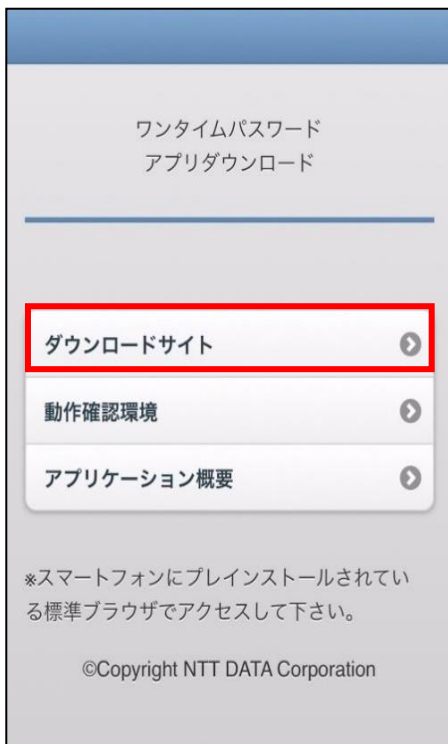 ワンタイムパスワード
アプリダウンロード
ダウンロードサイト
動作確認環境
アプリケーション概要
※スマートフォンにプレインストールされてい
る標準ブラウザでアクセスして下さい。
©Copyright NTT DATA Corporation